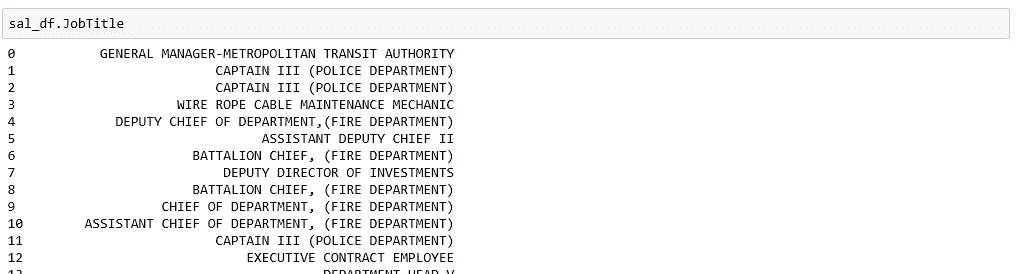 sal_df.JobTitle
0 GENERAL MANAGER-METROPOLITAN TRANSIT AUTHORITY
1 CAPTAIN III (POLICE DEPARTMENT)
2 CAPTAIN III (POLICE DEPARTMENT)
3 WIRE ROPE CABLE MAINTENANCE MECHANIC
4 DEPUTY CHIEF OF DEPARTMENT,(FIRE DEPARTMENT)
5 ASSISTANT DEPUTY CHIEF II
6 BATTALION CHIEF, (FIRE DEPARTMENT)
7 DEPUTY DIRECTOR OF INVESTMENTS
8 BATTALION CHIEF, (FIRE DEPARTMENT)
9 CHIEF OF DEPARTMENT, (FIRE DEPARTMENT)
10 ASSISTANT CHIEF OF DEPARTMENT, (FIRE DEPARTMENT)
11 CAPTAIN III (POLICE DEPARTMENT)
12 EXECUTIVE CONTRACT EMPLOYEE
13 DEPARTMENT HEAD V